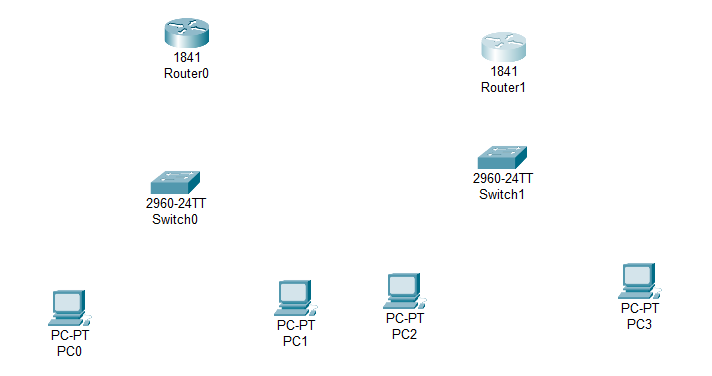 1841
Router0
1841
Router1
2960-24TT
Switch0
2960-24TT
Switch1
PC-PT
PC0
PC-PT
PC1
PC-PT
PC2
PC-PT
PC3